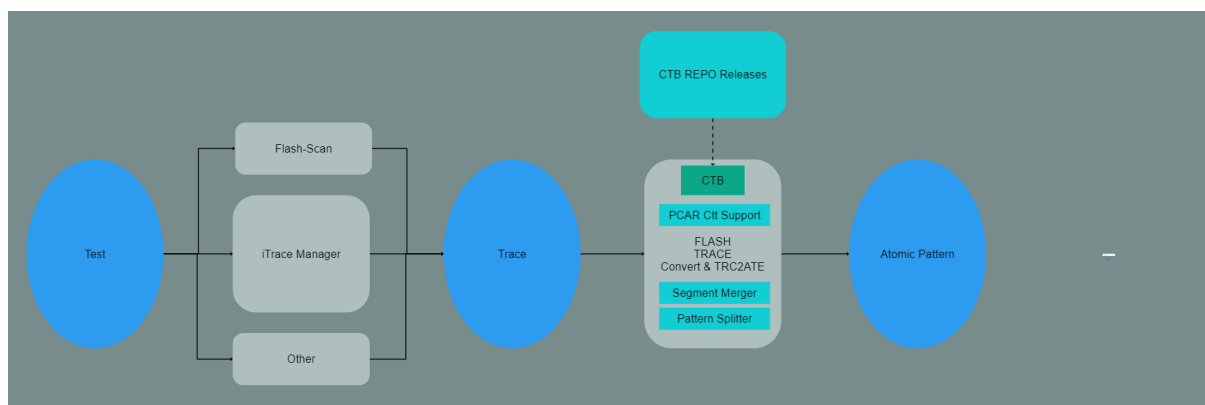 CTB REPO Releases
Flash-Scan
CTB
PCAR Ctt Support
Test
iTrace Manager
Trace
FLASH
TRACE
Convert & TRC2ATE
Atomic Pattern
Segment Merger
Pattern Splitter
Other